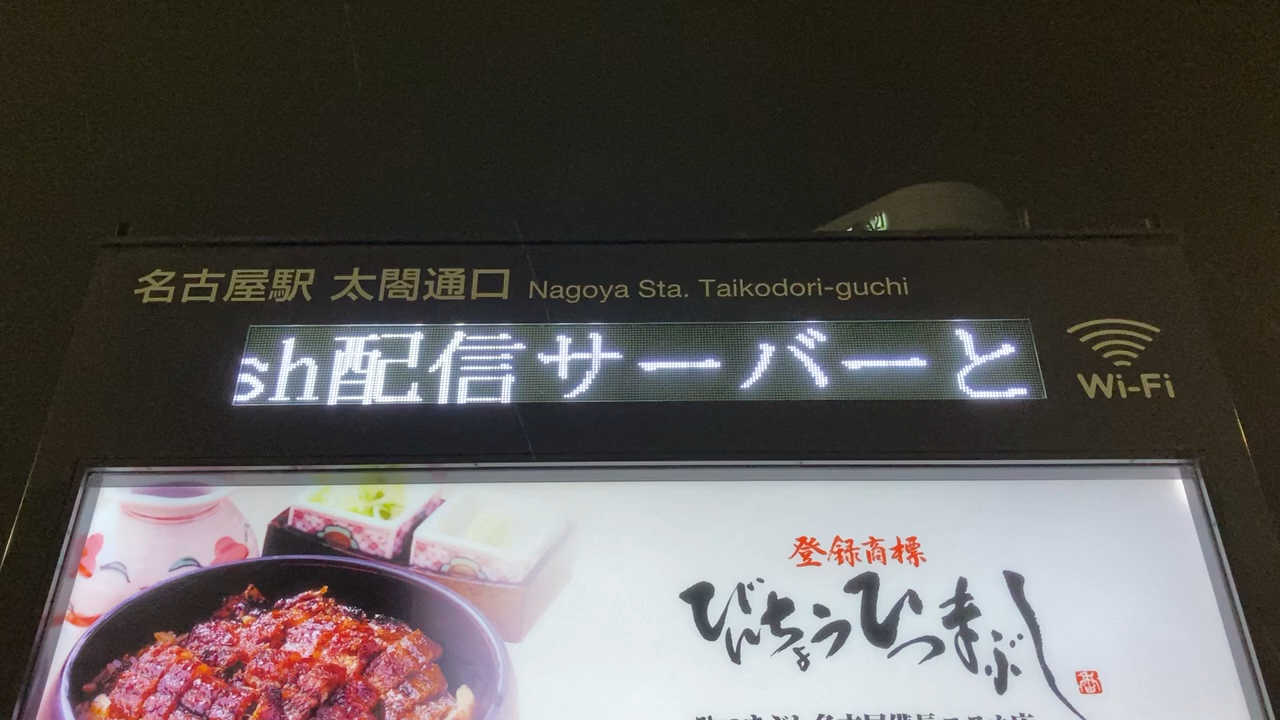 名古屋駅 太閤通口 Nagoya Sta. Taikodori-guchi
sh配信サーバーと
Wi-Fi
登録商標
びんちょうひつまぶし